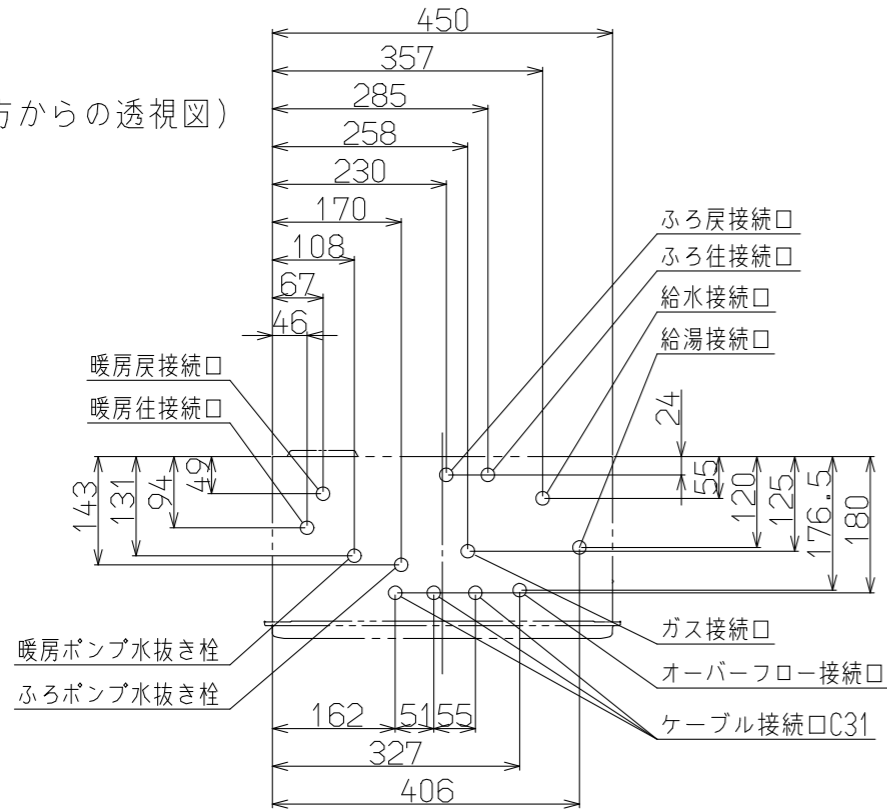 450
357
方からの透視図)
285
258
230
170
ふろ戻接続口
108
ふろ往接続口
67
給水接続口
46
給湯接続口
暖房戻接続口
暖房往接続口
24
49
55
94
120
131
125
143
176.5
180
ガス接続口
暖房ポンプ水抜き栓
オーバーフロー接続口
ふろポンプ水抜き栓
162
51
55
ケーブル接続口C31
327
406